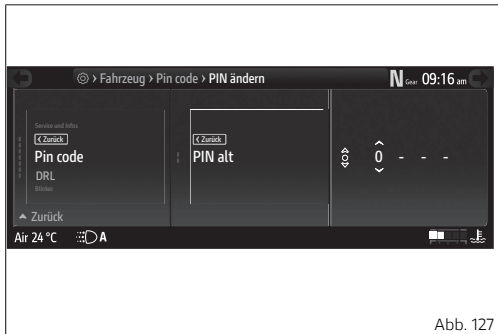 Fahrzeug › Pin code › PIN ändern
N Gear 09:16 am
Service und Infos
‹ Zurück
Pin code
DRL
Blinker
Zurück
‹ Zurück
PIN alt
0 - - -
Air 24 °C
A
Abb. 127